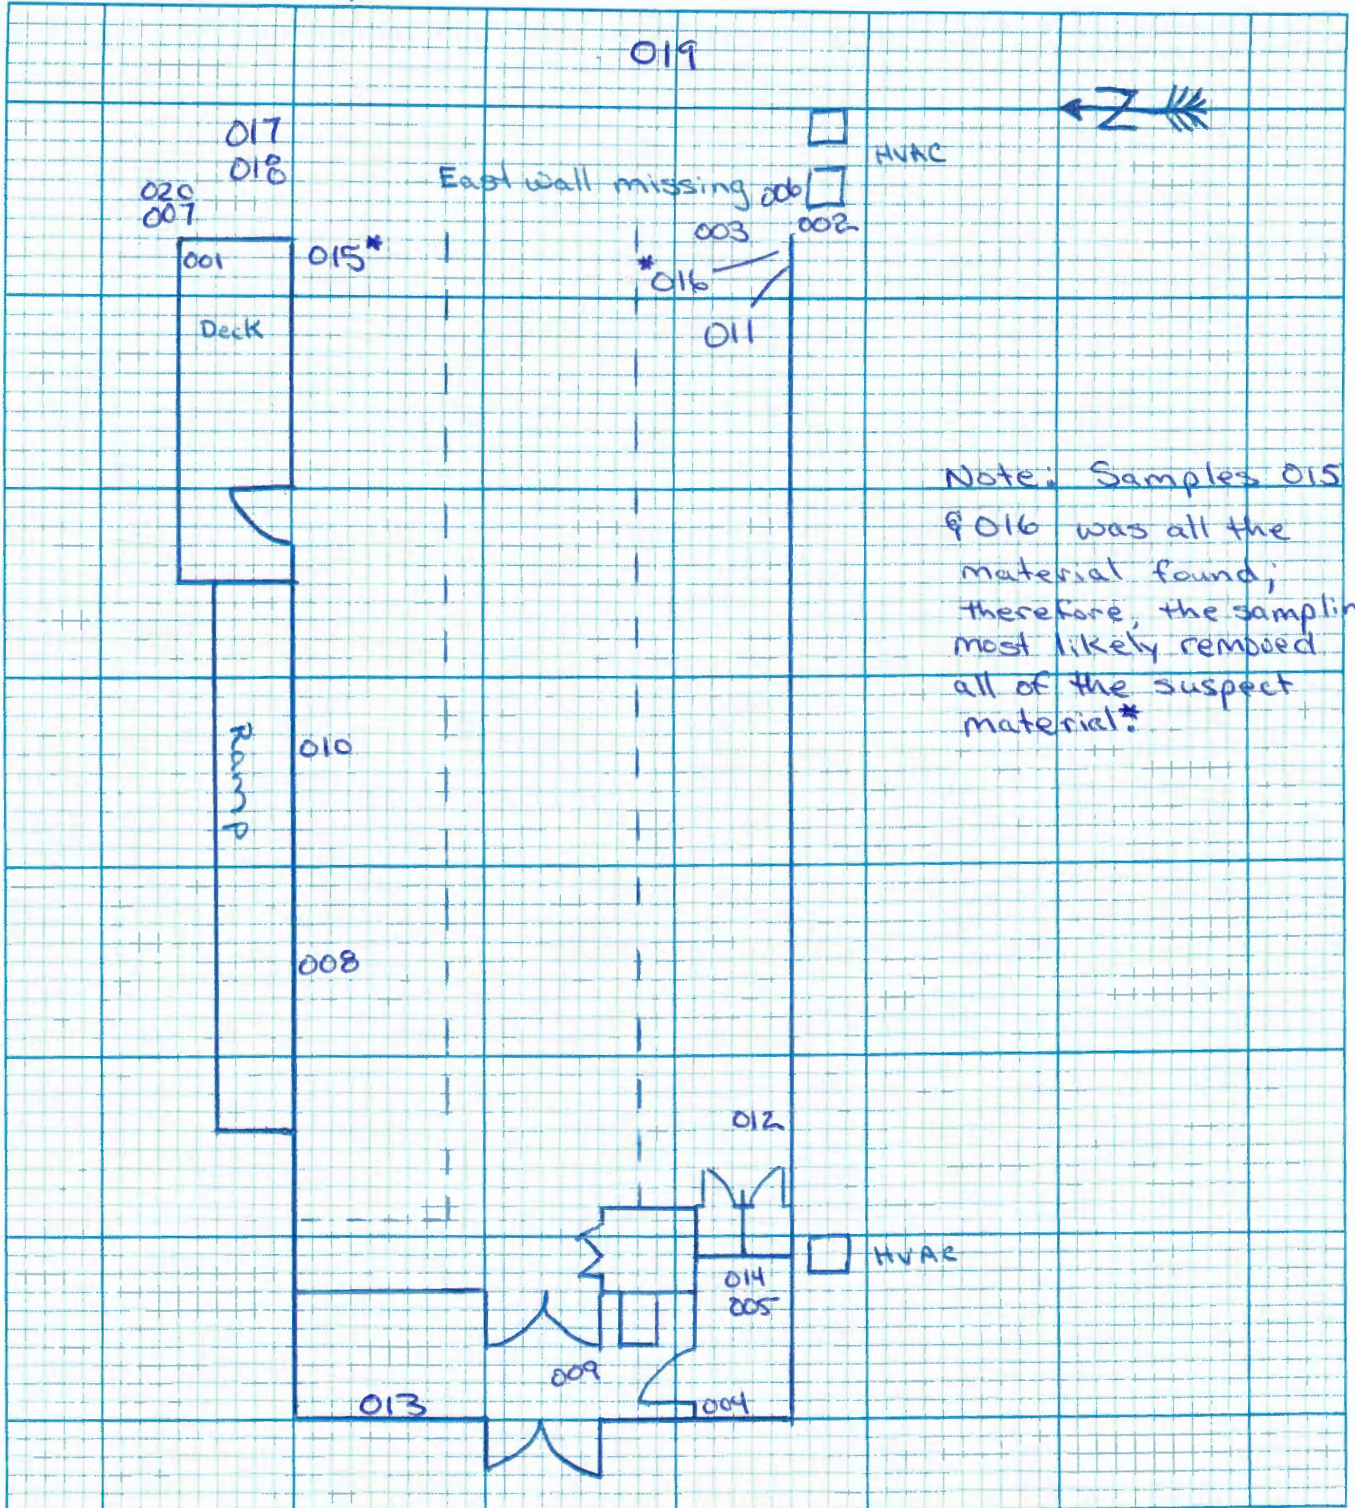 019
N
017
018
HVAC
020
East wall missing 006
007
003 002
001 015*
*016
Deck
011
Note: Samples 015
& 016 was all the
material found;
therefore, the samplin
most likely removed
all of the suspect
material.*
Ramp
010
008
012
HVAC
014
005
009
013
004